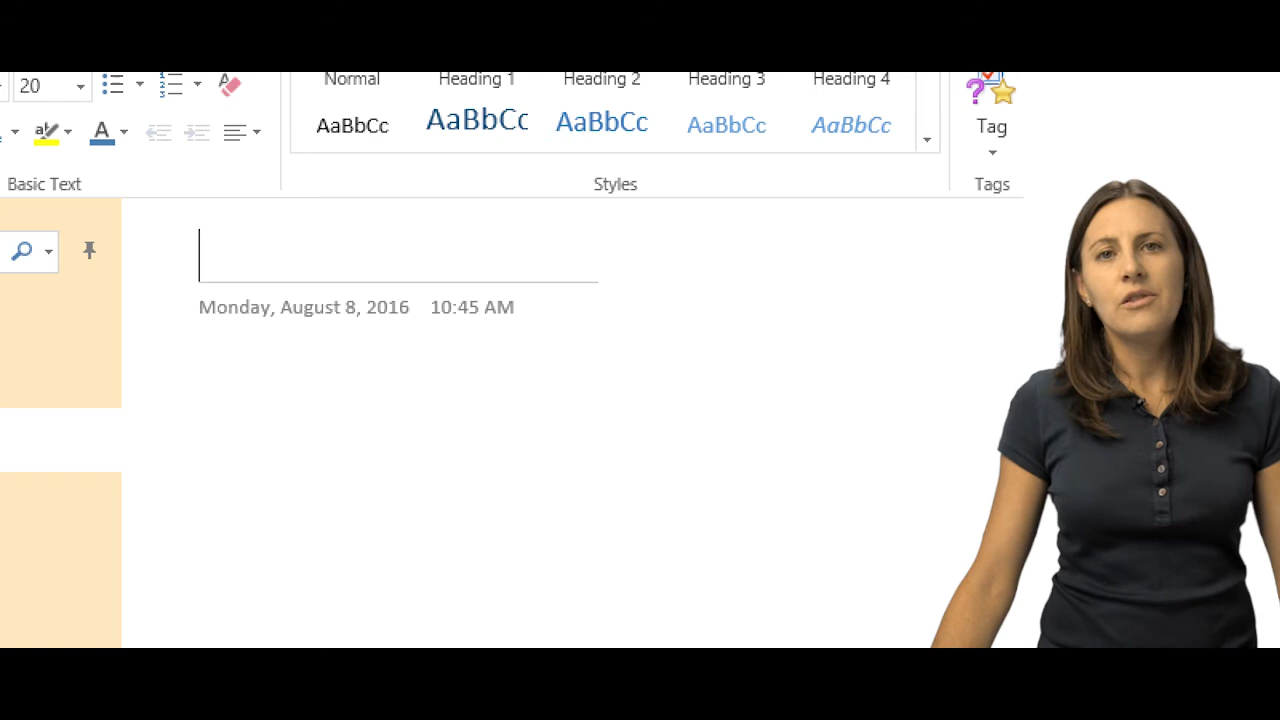 20
Normal Heading 1 Heading 2 Heading 3 Heading 4
AaBbCc AaBbCc AaBbCc AaBbCc AaBbCc
Tag
Basic Text Styles Tags
Monday, August 8, 2016 10:45 AM